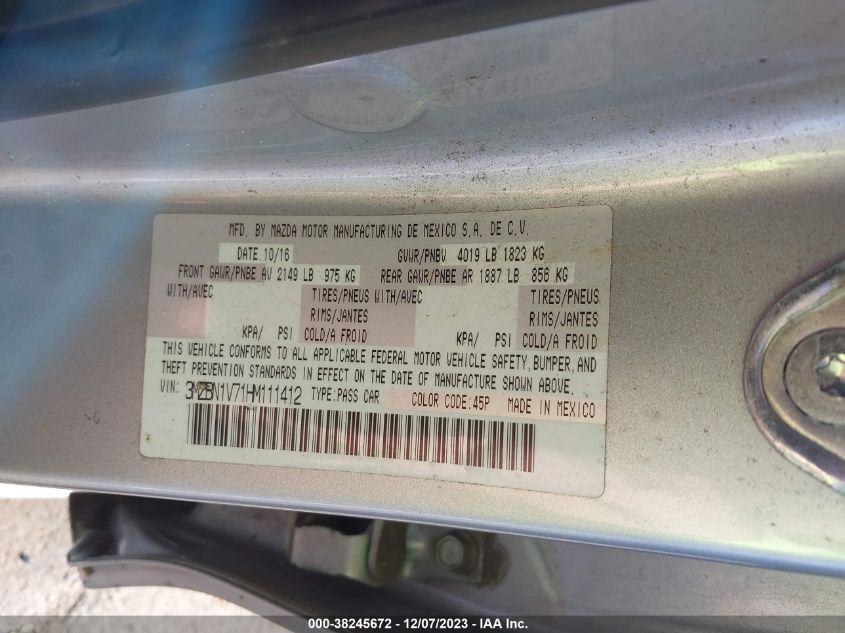 MFD. BY MAZDA MOTOR MANUFACTURING DE MEXICO S.A. DE C.V.
DATE 10/16 GVWR/PNBV 4019 LB 1823 KG
FRONT GAWR/PNBE AV 2149 LB 975 KG REAR GAWR/PNBE AR 1887 LB 856 KG
WITH/AVEC TIRES/PNEUS WITH/AVEC TIRES/PNEUS
RIMS/JANTES RIMS/JANTES
KPA/ PSI COLD/A FROID KPA/ PSI COLD/A FROID
THIS VEHICLE CONFORMS TO ALL APPLICABLE FEDERAL MOTOR VEHICLE SAFETY, BUMPER, AND
THEFT PREVENTION STANDARDS IN EFFECT ON THE DATE OF MANUFACTURE SHOWN ABOVE.
VIN: 3MZBN1V71HM111412 TYPE:PASS CAR COLOR CODE:45P MADE IN MEXICO
000-38245672 - 12/07/2023 - IAA Inc.